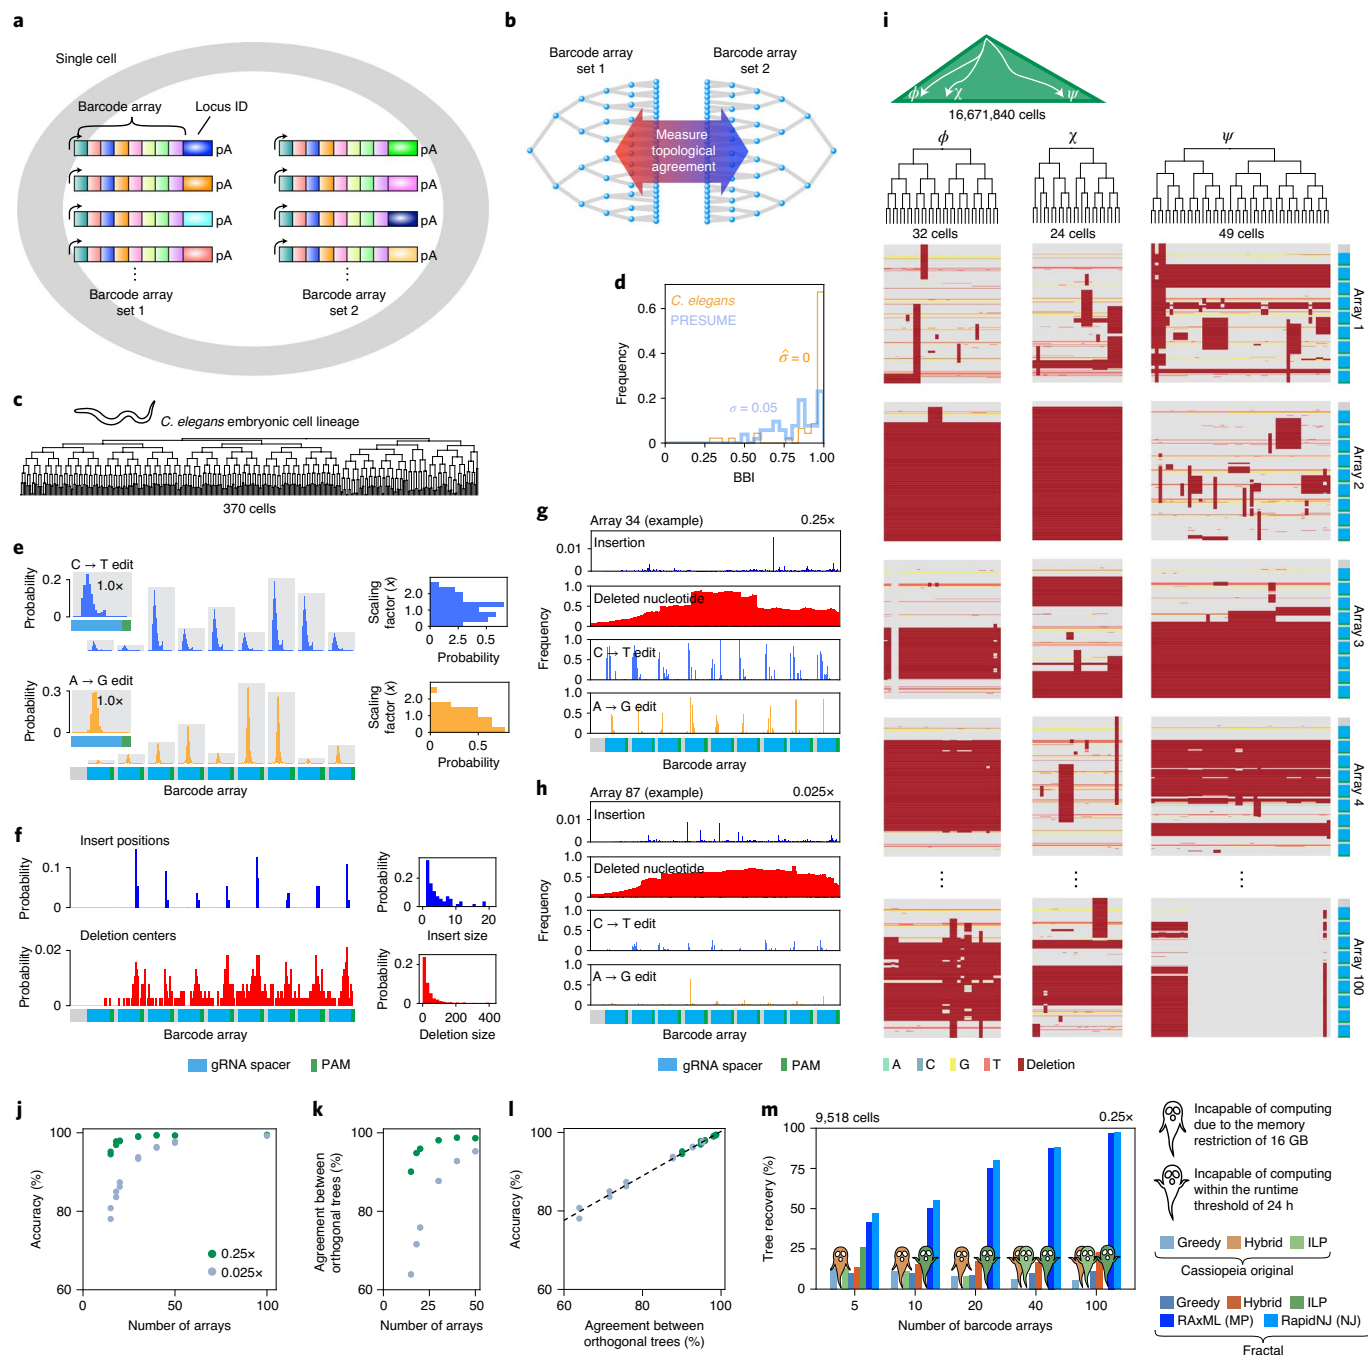 a
Single cell
Barcode array
Locus ID
pA
pA
pA
pA
pA
pA
pA
pA
Barcode array
set 1
Barcode array
set 2
b
Barcode array
set 1
Barcode array
set 2
Measure
topological
agreement
c
C. elegans embryonic cell lineage
370 cells
d
C. elegans
PRESUME
σ̂ = 0
σ = 0.05
Frequency
0.6
0.4
0.2
0
0
0.25
0.50
0.75
1.00
BBI
e
C → T edit
1.0×
Probability
0.2
0
Scaling
factor (x)
2.0
1.0
0
0
2.5
0.5
Probability
A → G edit
1.0×
Probability
0.3
0
Scaling
factor (x)
2.0
1.0
0
0
0.5
Probability
Barcode array
f
Insert positions
Probability
0.1
0
Probability
0.2
0
0
10
20
Insert size
Deletion centers
Probability
0.02
0
Probability
0.2
0
0
200
400
Deletion size
Barcode array
gRNA spacer
PAM
g
Array 34 (example)
0.25×
Insertion
0.01
0
Deleted nucleotide
1.0
0.5
0
C → T edit
1.0
0.5
0
A → G edit
1.0
0.5
0
Frequency
Barcode array
h
Array 87 (example)
0.025×
Insertion
0.01
0
Deleted nucleotide
1.0
0.5
0
C → T edit
1.0
0.5
0
A → G edit
1.0
0.5
0
Frequency
Barcode array
gRNA spacer
PAM
i
ϕ
χ
ψ
16,671,840 cells
ϕ
χ
ψ
32 cells
24 cells
49 cells
Array 1
Array 2
Array 3
Array 4
Array 100
A
C
G
T
Deletion
j
Accuracy (%)
100
80
60
0
50
100
Number of arrays
0.25×
0.025×
k
Agreement between
orthogonal trees (%)
100
80
60
0
25
50
Number of arrays
l
Accuracy (%)
100
80
60
60
80
100
Agreement between
orthogonal trees (%)
m
9,518 cells
0.25×
Tree recovery (%)
100
75
50
25
0
5
10
20
40
100
Number of barcode arrays
Incapable of computing
due to the memory
restriction of 16 GB
Incapable of computing
within the runtime
threshold of 24 h
Greedy
Hybrid
ILP
Cassiopeia original
Greedy
Hybrid
ILP
RAxML (MP)
RapidNJ (NJ)
Fractal